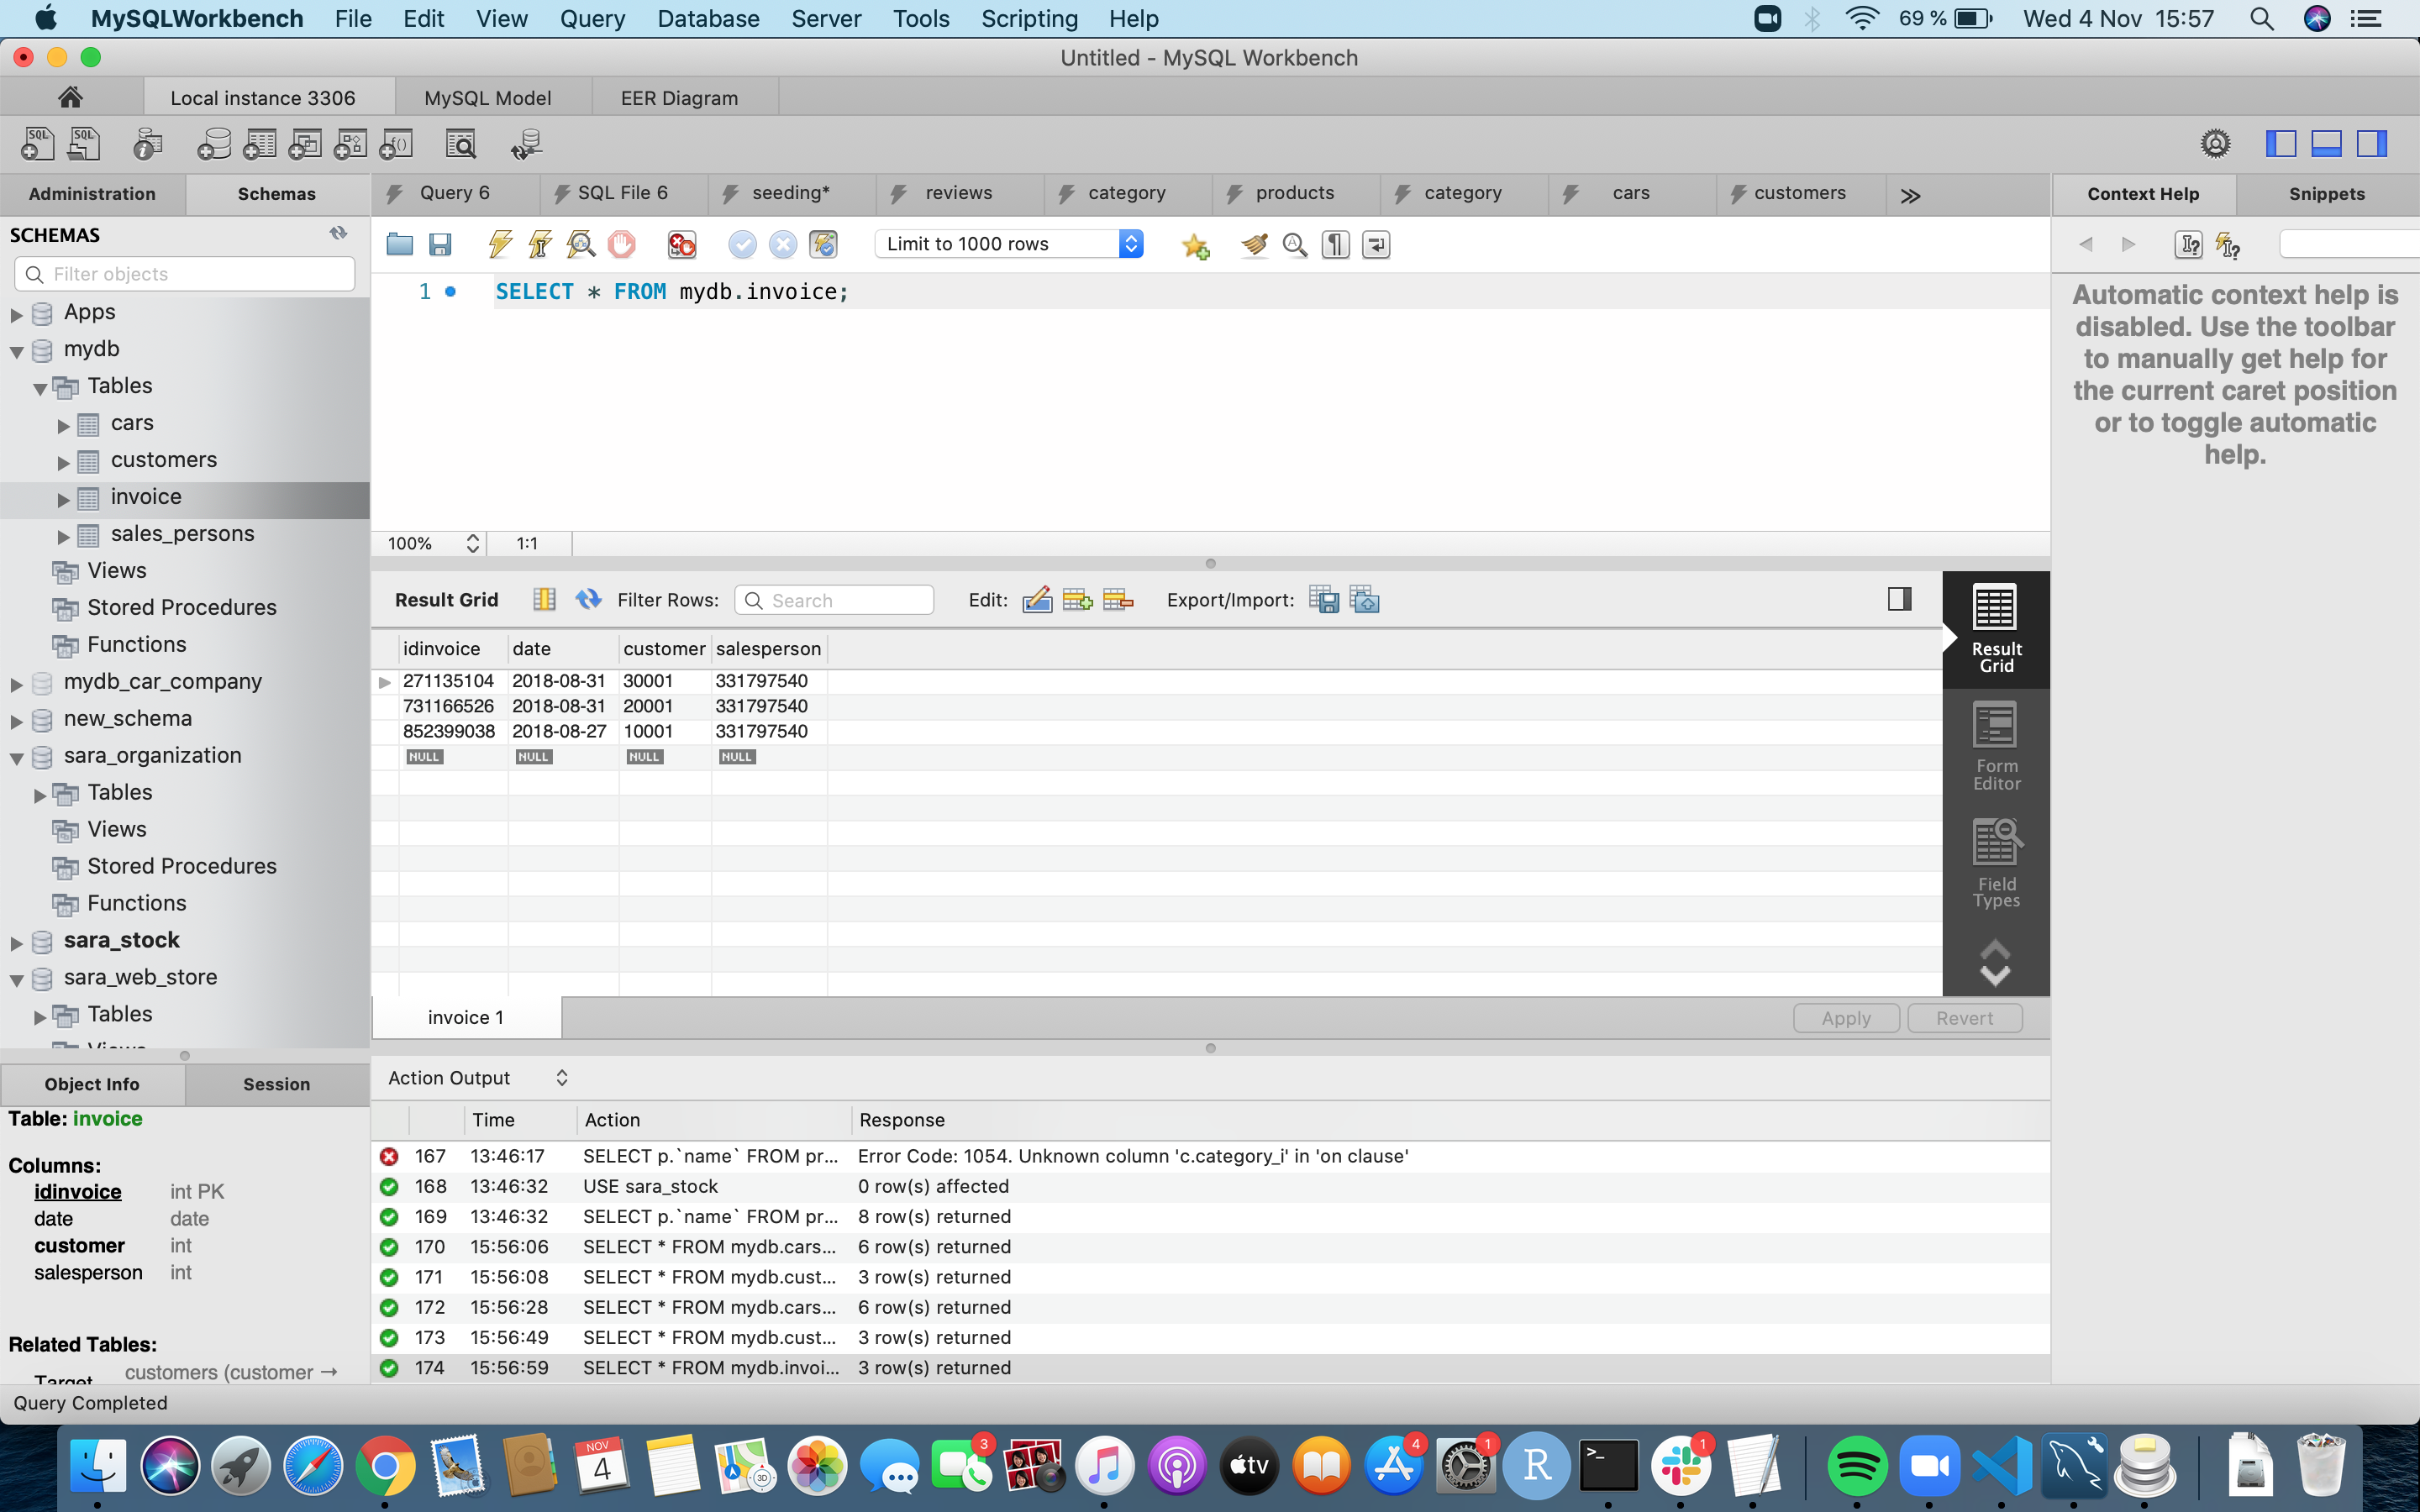 MySQLWorkbench File Edit View Query Database Server Tools Scripting Help 69 % Wed 4 Nov 15:57
Untitled - MySQL Workbench
Local instance 3306 MySQL Model EER Diagram
Administration Schemas Query 6 SQL File 6 seeding* reviews category products category cars customers Context Help Snippets
SCHEMAS
Filter objects
Limit to 1000 rows
1 SELECT * FROM mydb.invoice;
Automatic context help is
disabled. Use the toolbar
to manually get help for
the current caret position
or to toggle automatic
help.
Apps
mydb
Tables
cars
customers
invoice
sales_persons
Views
Stored Procedures
Functions
mydb_car_company
new_schema
sara_organization
Tables
Views
Stored Procedures
Functions
sara_stock
sara_web_store
Tables
Views
100% 1:1
Result Grid Filter Rows: Search Edit: Export/Import:
idinvoice date customer salesperson
271135104 2018-08-31 30001 331797540
731166526 2018-08-31 20001 331797540
852399038 2018-08-27 10001 331797540
NULL NULL NULL NULL
Result
Grid
Form
Editor
Field
Types
invoice 1 Apply Revert
Object Info Session
Table: invoice
Columns:
idinvoice int PK
date date
customer int
salesperson int
Related Tables:
Target customers (customer →
Action Output
Time Action Response
167 13:46:17 SELECT p.`name` FROM pr... Error Code: 1054. Unknown column 'c.category_i' in 'on clause'
168 13:46:32 USE sara_stock 0 row(s) affected
169 13:46:32 SELECT p.`name` FROM pr... 8 row(s) returned
170 15:56:06 SELECT * FROM mydb.cars... 6 row(s) returned
171 15:56:08 SELECT * FROM mydb.cust... 3 row(s) returned
172 15:56:28 SELECT * FROM mydb.cars... 6 row(s) returned
173 15:56:49 SELECT * FROM mydb.cust... 3 row(s) returned
174 15:56:59 SELECT * FROM mydb.invoi... 3 row(s) returned
Query Completed
NOV
4
3D
3
tv
4
1
R
>_
1